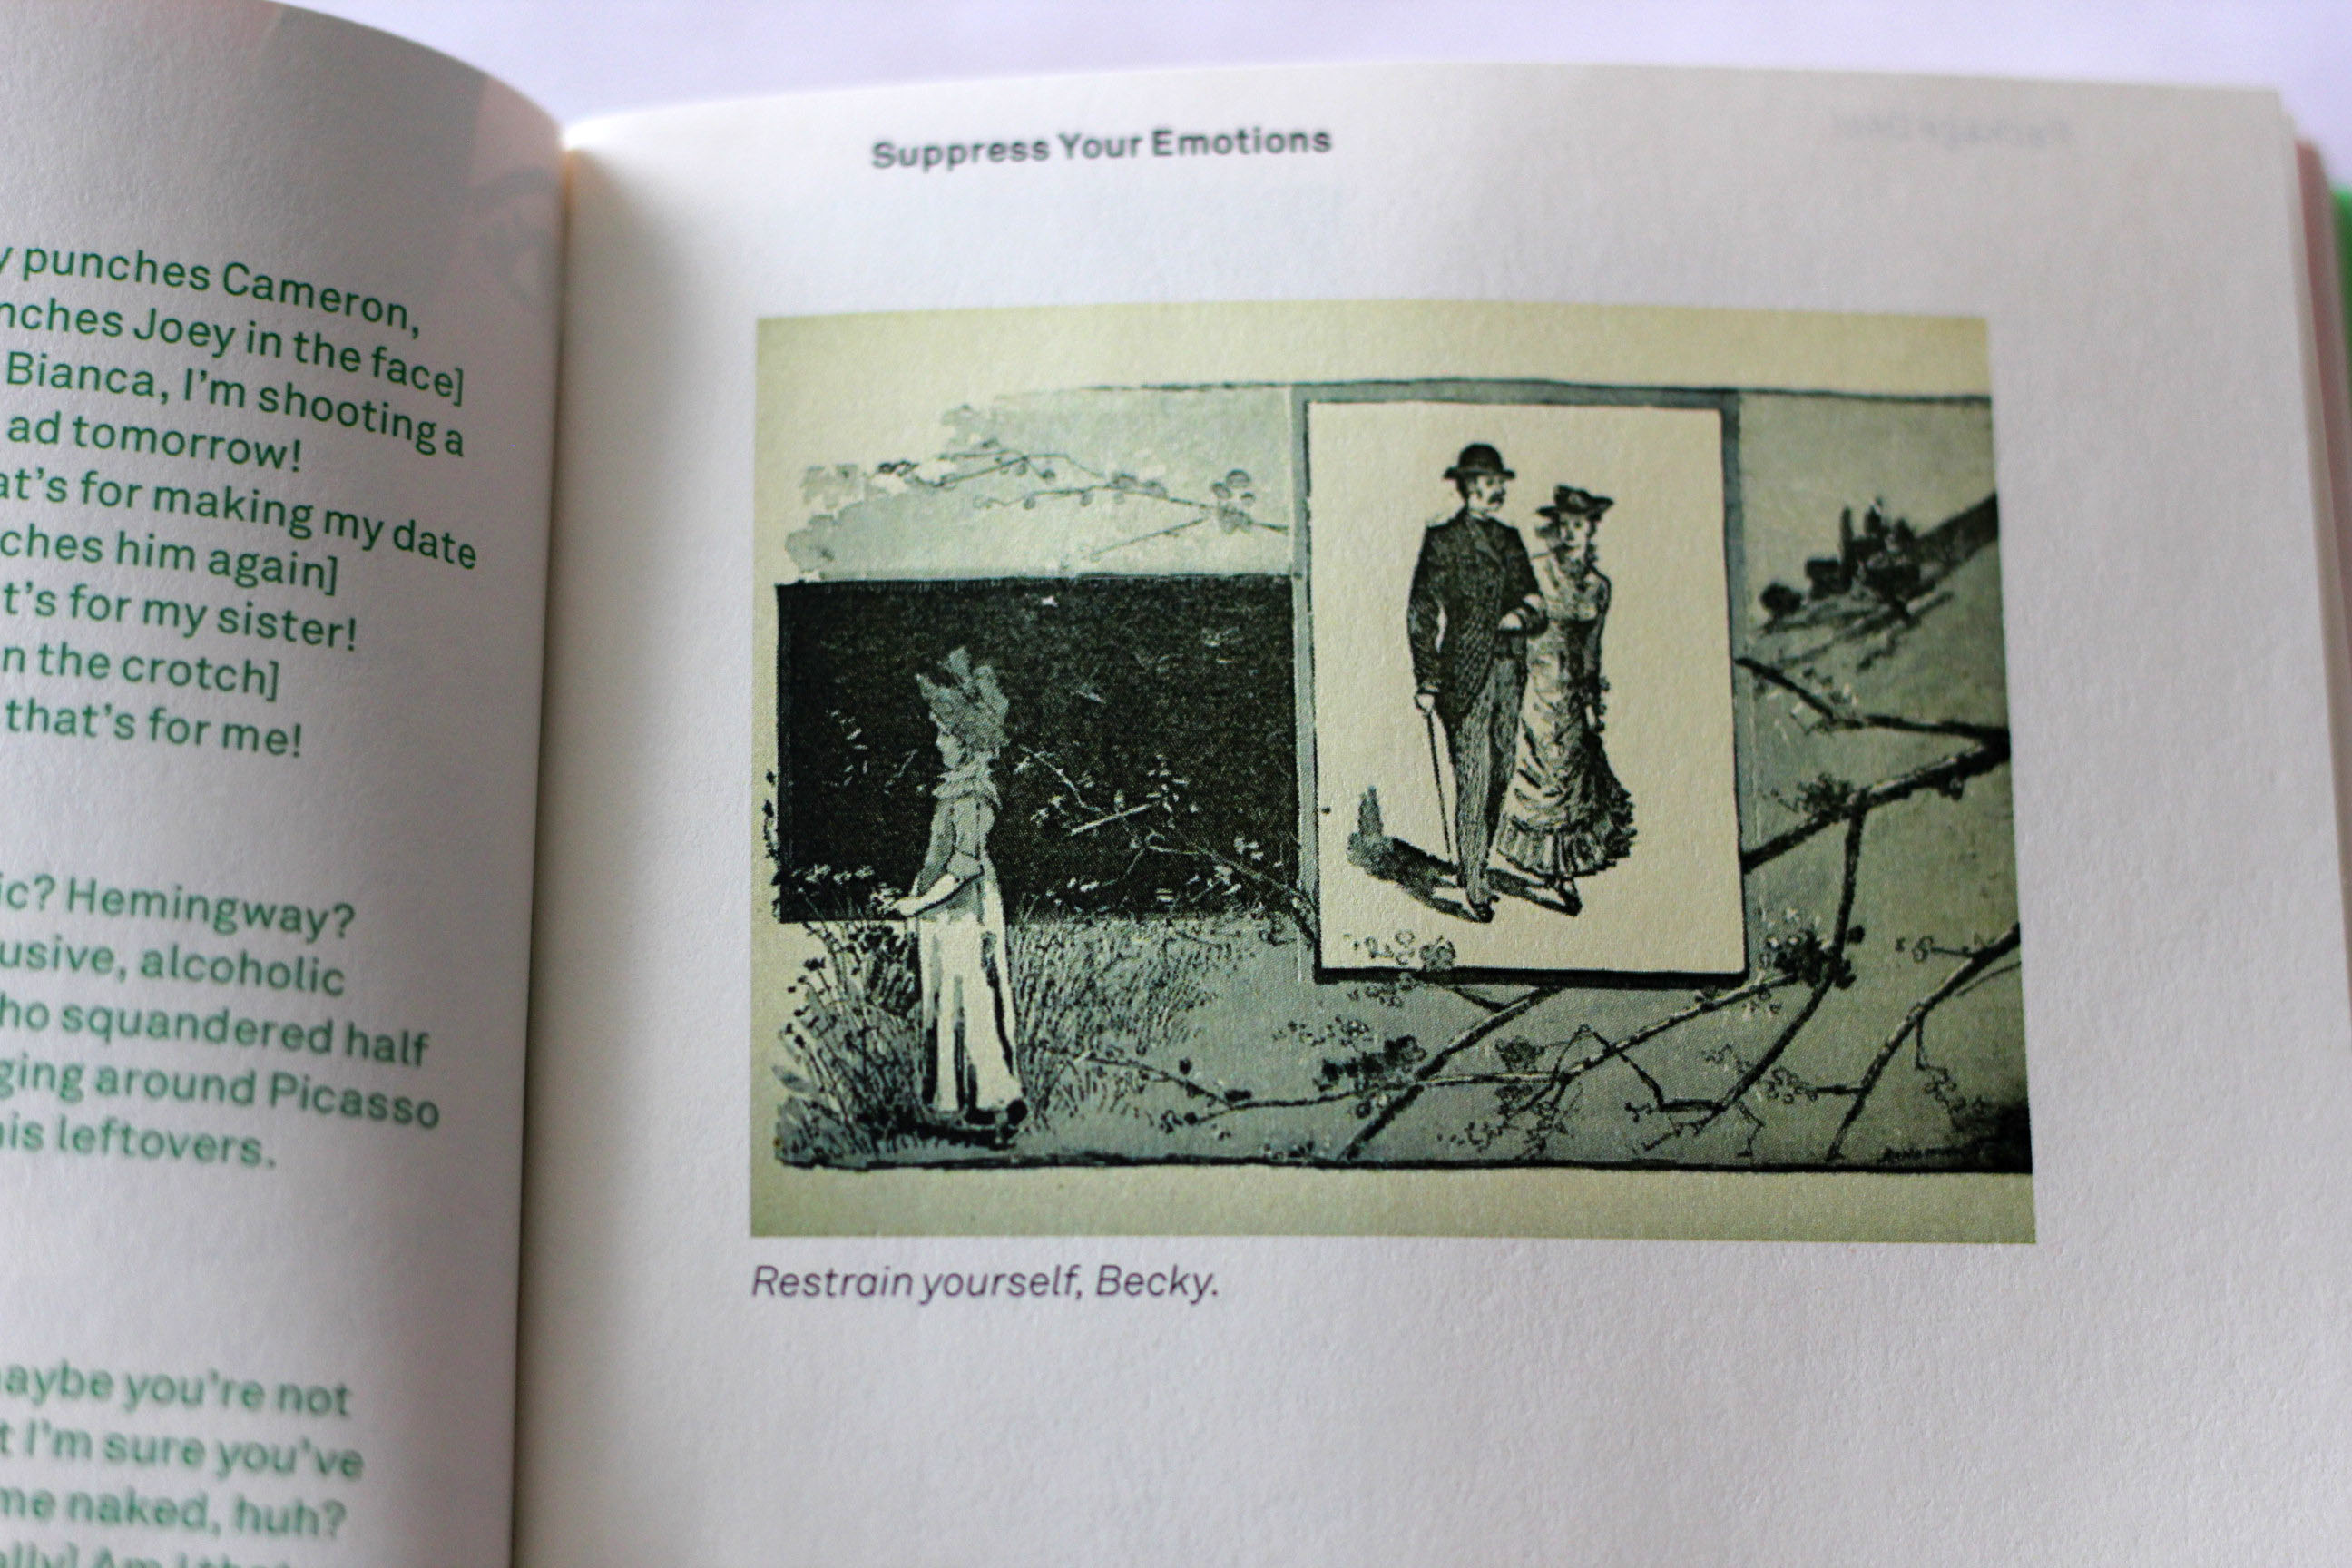 punches Cameron,
nches Joey in the face]
Bianca, I'm shooting a
ad tomorrow!
at's for making my date
ches him again]
t's for my sister!
n the crotch]
that's for me!
ic? Hemingway?
usive, alcoholic
ho squandered half
ging around Picasso
his leftovers.
aybe you're not
t I'm sure you've
me naked, huh?
Suppress Your Emotions
Restrain yourself, Becky.